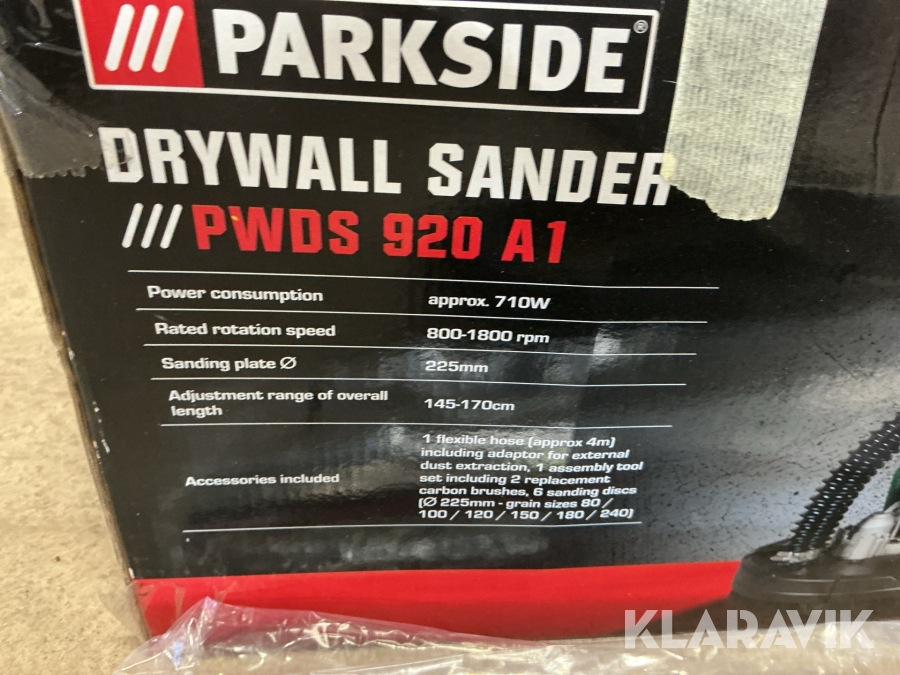 PARKSIDE®
DRYWALL SANDER
/// PWDS 920 A1
Power consumption approx. 710W
Rated rotation speed 800-1800 rpm
Sanding plate Ø 225mm
Adjustment range of overall
length 145-170cm
Accessories included
1 flexible hose (approx 4m)
including adaptor for external
dust extraction, 1 assembly tool
set including 2 replacement
carbon brushes, 6 sanding discs
(Ø 225mm - grain sizes 80 /
100 / 120 / 150 / 180 / 240)
KLARAVIK